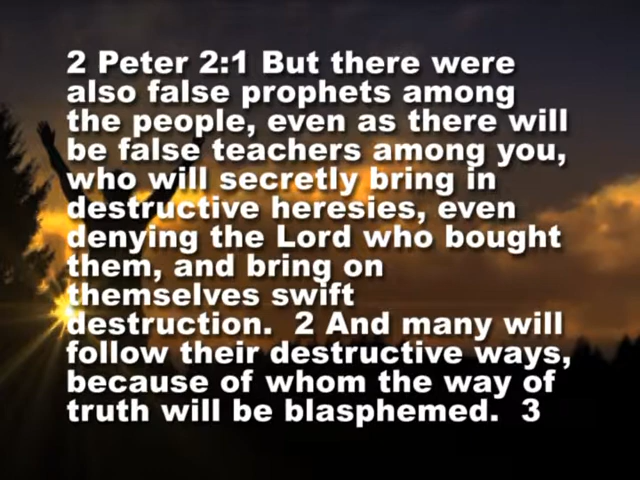 2 Peter 2:1 But there were
also false prophets among
the people, even as there will
be false teachers among you,
who will secretly bring in
destructive heresies, even
denying the Lord who bought
them, and bring on
themselves swift
destruction.  2 And many will
follow their destructive ways,
because of whom the way of
truth will be blasphemed.  3